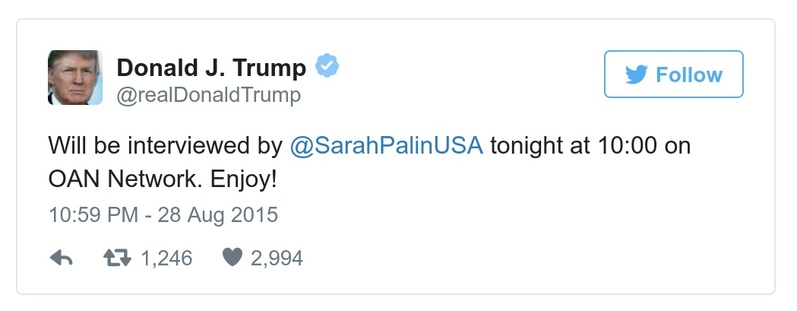 Donald J. Trump
@realDonaldTrump
Follow
Will be interviewed by @SarahPalinUSA tonight at 10:00 on
OAN Network. Enjoy!
10:59 PM - 28 Aug 2015
1,246 2,994